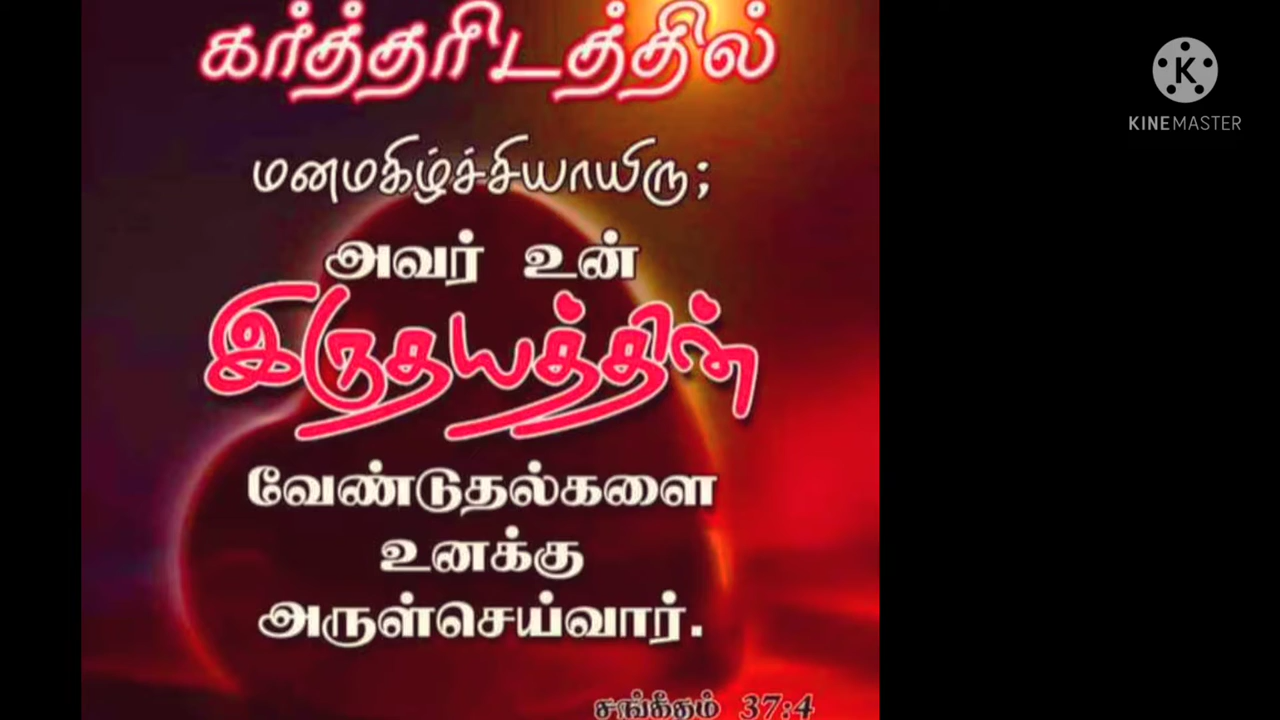 கர்த்தரிடத்தில்
மனமகிழ்ச்சியாயிரு;
அவர் உன்
இருதயத்தின்
வேண்டுதல்களை
உனக்கு
அருள்செய்வார்.
சங்கீதம் 37:4
K
KINEMASTER